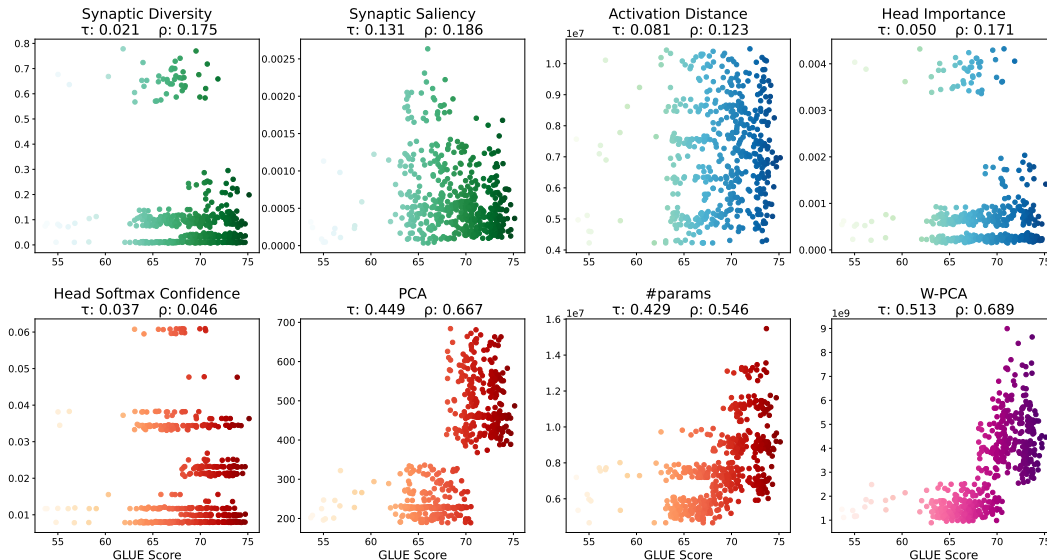 Synaptic Diversity
τ: 0.021 ρ: 0.175
0.8
0.7
0.6
0.5
0.4
0.3
0.2
0.1
0.0
55 60 65 70 75
Synaptic Saliency
τ: 0.131 ρ: 0.186
0.0025
0.0020
0.0015
0.0010
0.0005
0.0000
55 60 65 70 75
Activation Distance
τ: 0.081 ρ: 0.123
1e7
1.0
0.9
0.8
0.7
0.6
0.5
0.4
55 60 65 70 75
Head Importance
τ: 0.050 ρ: 0.171
0.004
0.003
0.002
0.001
0.000
55 60 65 70 75
Head Softmax Confidence
τ: 0.037 ρ: 0.046
0.06
0.05
0.04
0.03
0.02
0.01
55 60 65 70 75
GLUE Score
PCA
τ: 0.449 ρ: 0.667
700
600
500
400
300
200
55 60 65 70 75
GLUE Score
#params
τ: 0.429 ρ: 0.546
1e7
1.6
1.4
1.2
1.0
0.8
0.6
55 60 65 70 75
GLUE Score
W-PCA
τ: 0.513 ρ: 0.689
1e9
9
8
7
6
5
4
3
2
1
55 60 65 70 75
GLUE Score